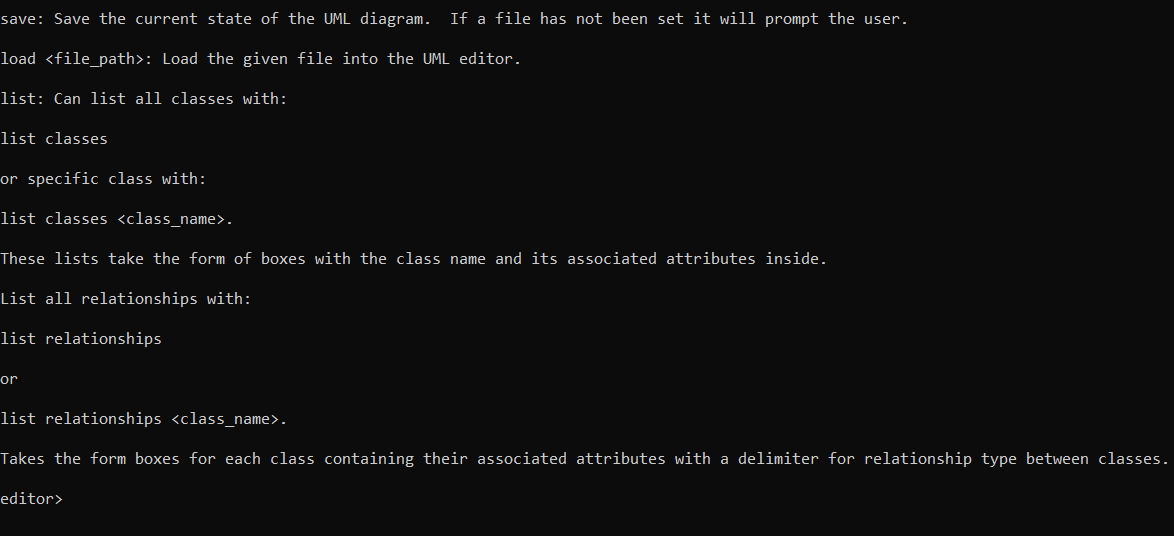 save: Save the current state of the UML diagram.  If a file has not been set it will prompt the user.
load <file_path>: Load the given file into the UML editor.
list: Can list all classes with:
list classes
or specific class with:
list classes <class_name>.
These lists take the form of boxes with the class name and its associated attributes inside.
List all relationships with:
list relationships
or
list relationships <class_name>.
Takes the form boxes for each class containing their associated attributes with a delimiter for relationship type between classes.
editor>